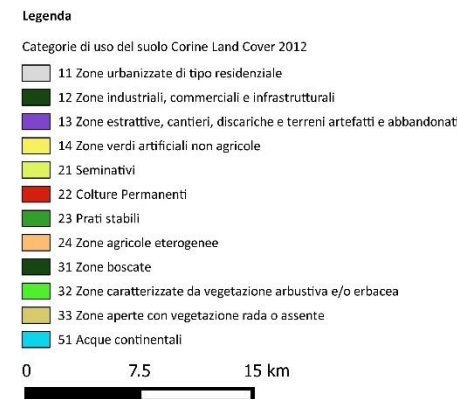 Legenda
Categorie di uso del suolo Corine Land Cover 2012
11 Zone urbanizzate di tipo residenziale
12 Zone industriali, commerciali e infrastrutturali
13 Zone estrattive, cantieri, discariche e terreni artefatti e abbandonati
14 Zone verdi artificiali non agricole
21 Seminativi
22 Colture Permanenti
23 Prati stabili
24 Zone agricole eterogenee
31 Zone boscate
32 Zone caratterizzate da vegetazione arbustiva e/o erbacea
33 Zone aperte con vegetazione rada o assente
51 Acque continentali
0 7.5 15 km